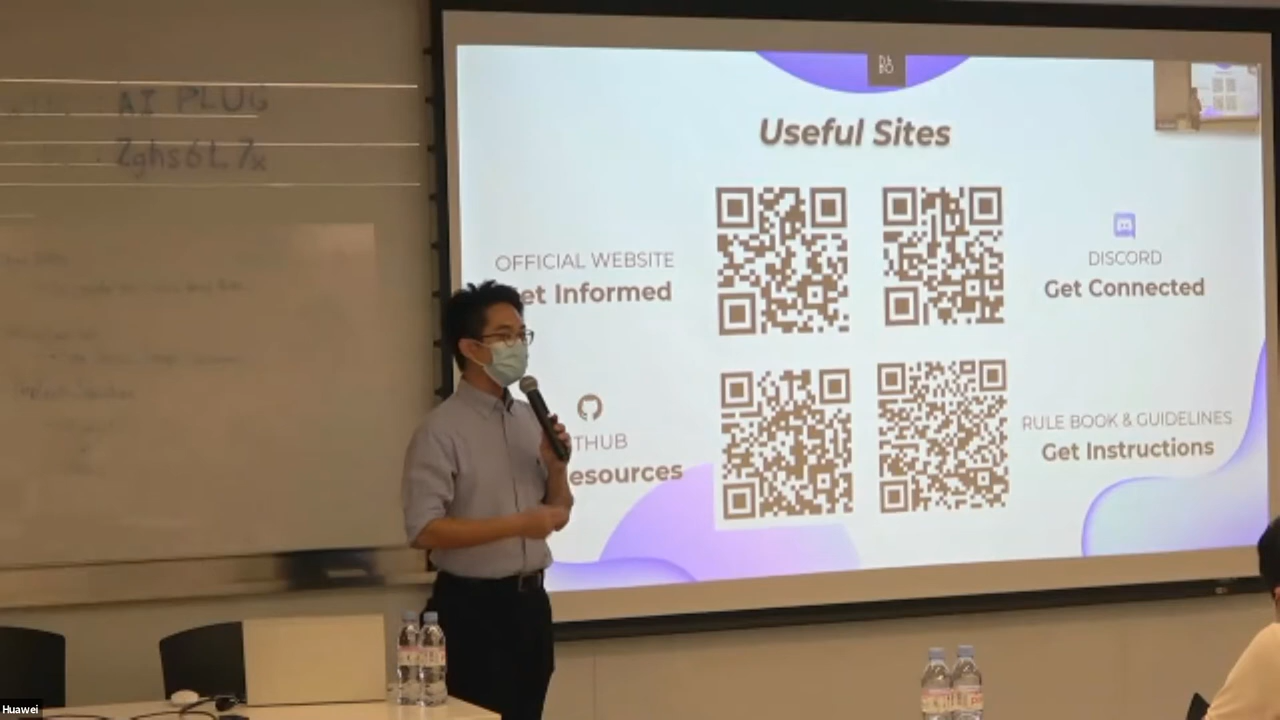 AI PLUG
Zghs6L7x
Useful Sites
OFFICIAL WEBSITE
et Informed
DISCORD
Get Connected
THUB
esources
RULE BOOK & GUIDELINES
Get Instructions
Huawei